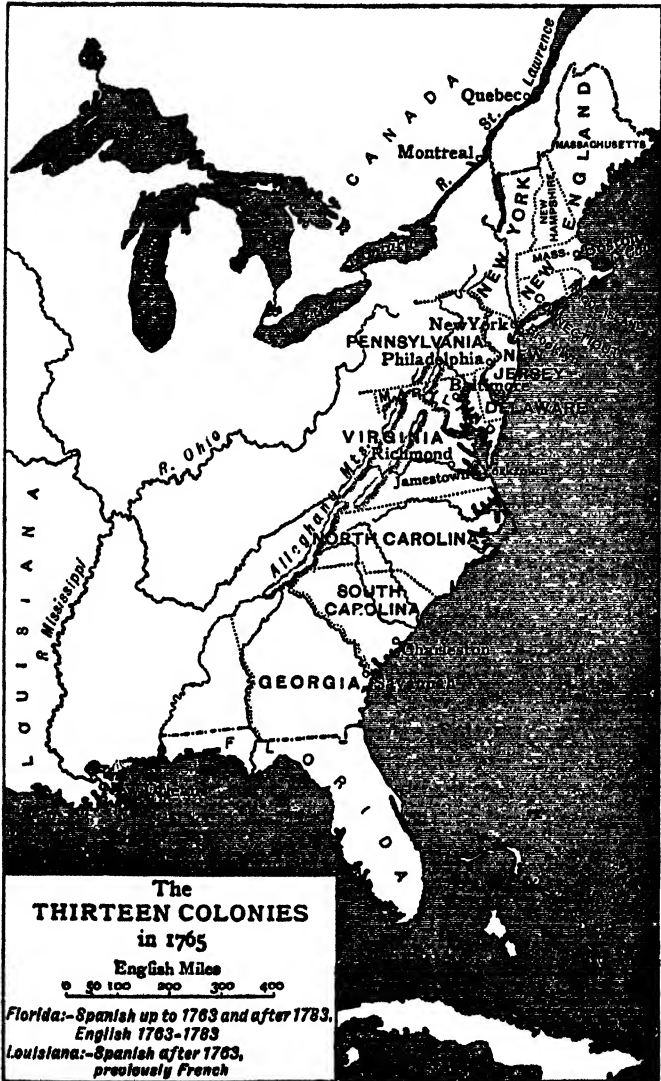 CANADA
Quebec
R. St. Lawrence
Montreal
MASSACHUSETTS
NEW ENGLAND
NEW HAMPSHIRE
NEW YORK
MASS.
New York
PENNSYLVANIA
Philadelphia
NEW JERSEY
Baltimore
DELAWARE
VIRGINIA
Richmond
Jamestown
R. Ohio
Alleghany Mts.
NORTH CAROLINA
SOUTH CAROLINA
Charleston
GEORGIA
Savannah
LOUISIANA
R. Mississippi
FLORIDA
The
THIRTEEN COLONIES
in 1765
English Miles
0 50 100 200 300 400
Florida:-Spanish up to 1763 and after 1783.
English 1763-1783
Louisiana:-Spanish after 1763,
previously French